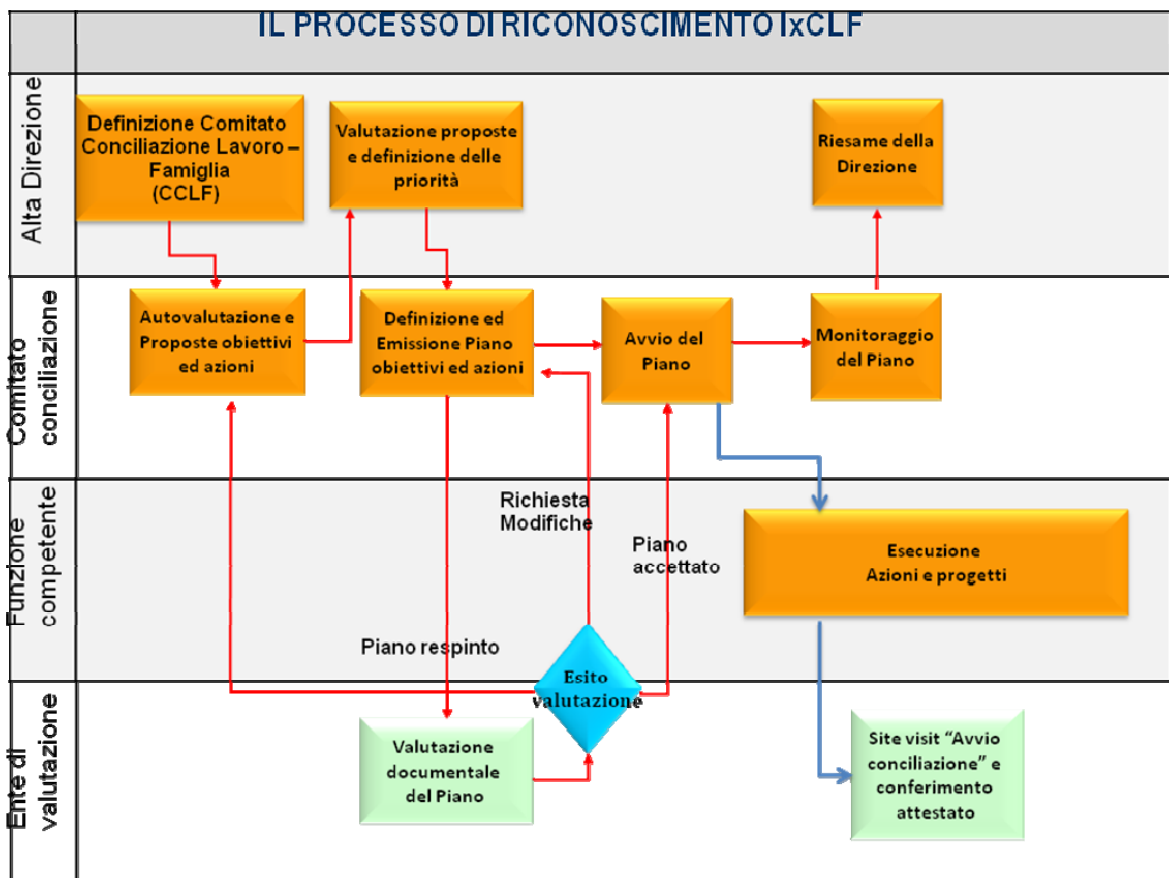 IL PROCESSO DI RICONOSCIMENTO IxCLF
Alta Direzione
Definizione Comitato
Conciliazione Lavoro –
Famiglia
(CCLF)
Valutazione proposte
e definizione delle
priorità
Riesame della
Direzione
Comitato
conciliazione
Autovalutazione e
Proposte obiettivi
ed azioni
Definizione ed
Emissione Piano
obiettivi ed azioni
Avvio del
Piano
Monitoraggio
del Piano
Funzione
competente
Richiesta
Modifiche
Piano
accettato
Esecuzione
Azioni e progetti
Piano respinto
Esito
valutazione
Ente di
valutazione
Valutazione
documentale
del Piano
Site visit “Avvio
conciliazione” e
conferimento
attestato